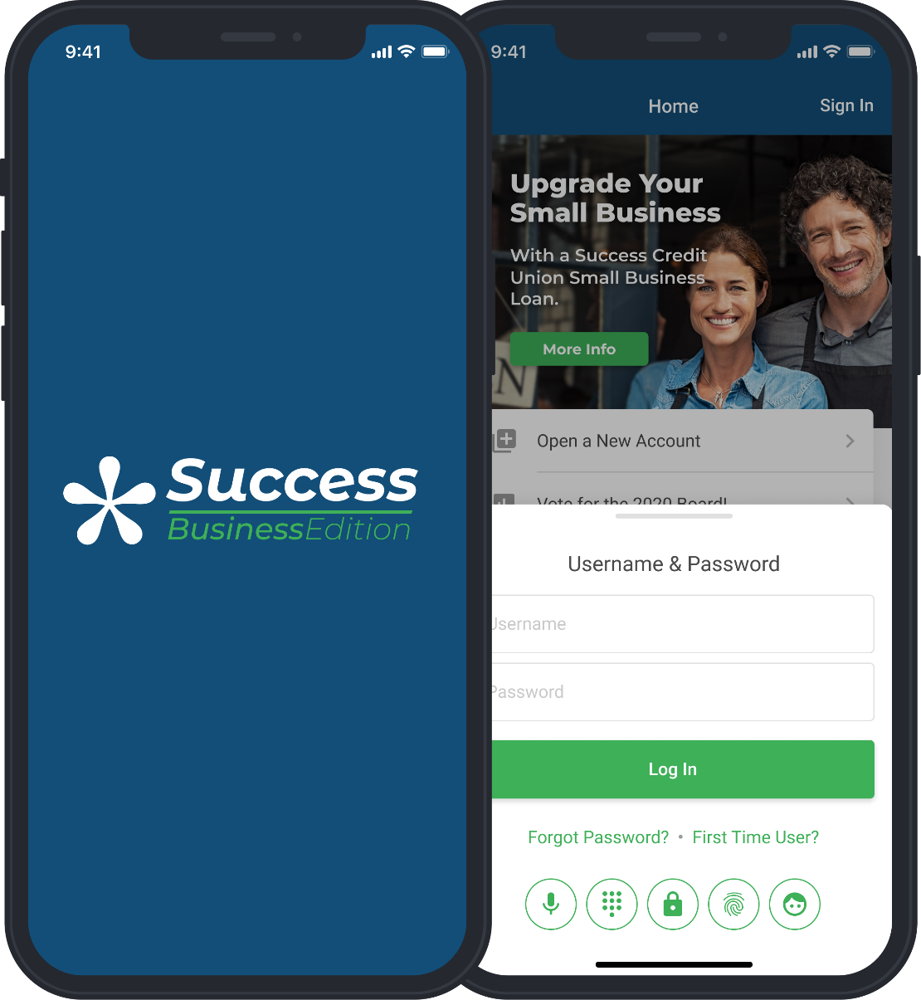 9:41
Success
BusinessEdition
9:41
Home
Sign In
Upgrade Your
Small Business
With a Success Credit
Union Small Business
Loan.
More Info
N
Open a New Account
Vote for the 2020 Board!
Username & Password
Username
Password
Log In
Forgot Password? • First Time User?